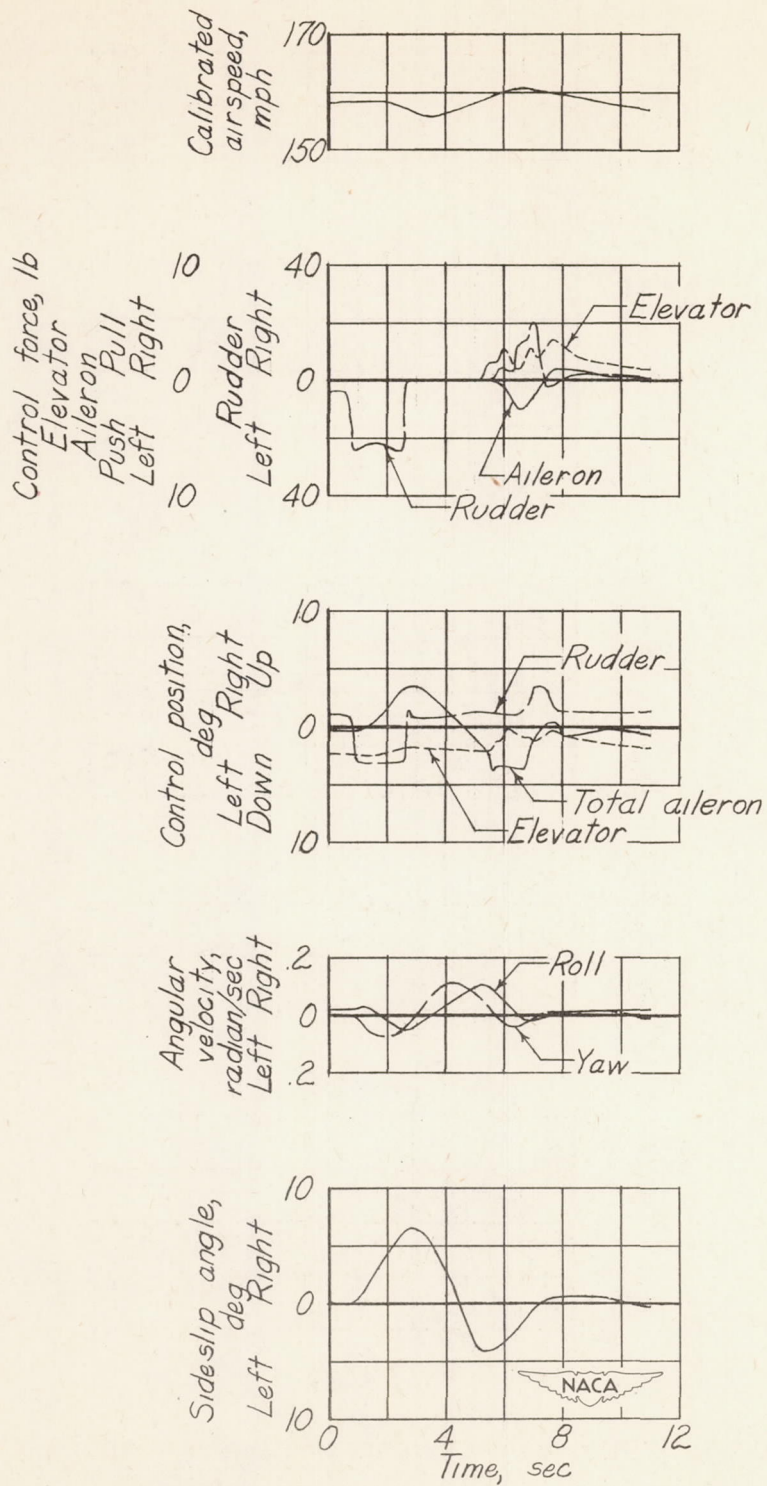 Calibrated
airspeed,
mph
170
150
Control force, lb
Elevator
Aileron
Push Pull
Left Right
10
0
10
Rudder
Left Right
40
0
40
Elevator
Aileron
Rudder
Control position,
deg
Left Right
Down Up
10
0
10
Rudder
Total aileron
Elevator
Angular
velocity,
radian/sec
Left Right
.2
0
.2
Roll
Yaw
Sideslip angle,
deg
Left Right
10
0
10
NACA
0 4 8 12
Time, sec